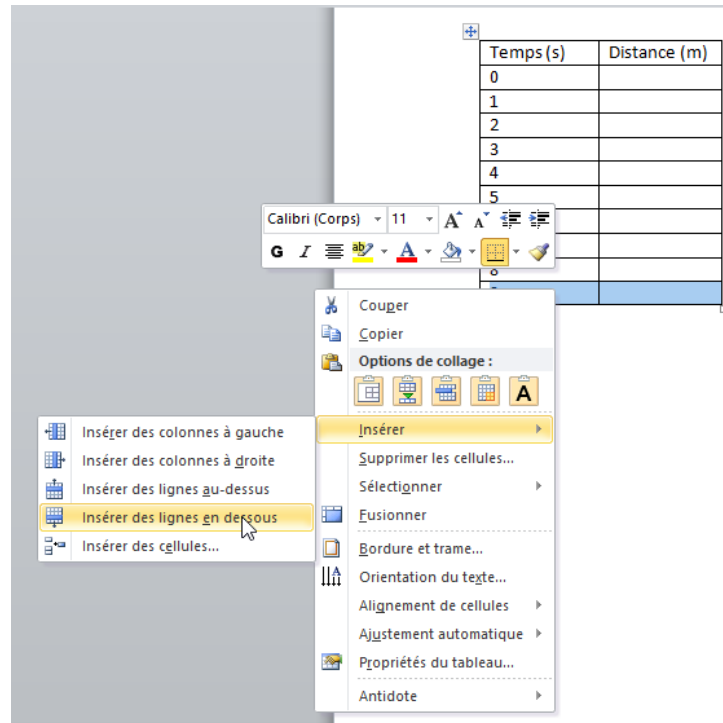 Temps (s) Distance (m)
0
1
2
3
4
5
Calibri (Corps) 11 A A
G I A
8
Couper
Copier
Options de collage :
A
Insérer
Supprimer les cellules...
Sélectionner
Fusionner
Bordure et trame...
Orientation du texte...
Alignement de cellules
Ajustement automatique
Propriétés du tableau...
Antidote
Insérer des colonnes à gauche
Insérer des colonnes à droite
Insérer des lignes au-dessus
Insérer des lignes en dessous
Insérer des cellules...